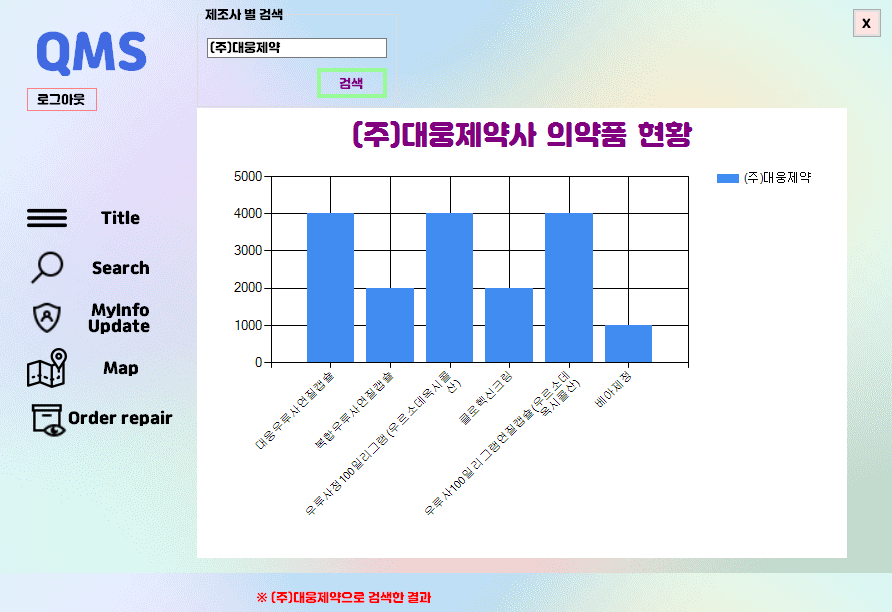 제조사 별 검색
X
QMS
(주)대웅제약
검색
로그아웃
(주)대웅제약사 의약품 현황
5000
4000
3000
2000
1000
0
(주)대웅제약
대웅우루사연질캡슐
복합우루사연질캡슐
우루사정100밀리그램(우르소데옥시콜
산)
클로헥신크림
우루사100밀리그램연질캡슐(우르소데
옥시콜산)
베아제정
Title
Search
MyInfo
Update
Map
Order repair
※ (주)대웅제약으로 검색한 결과